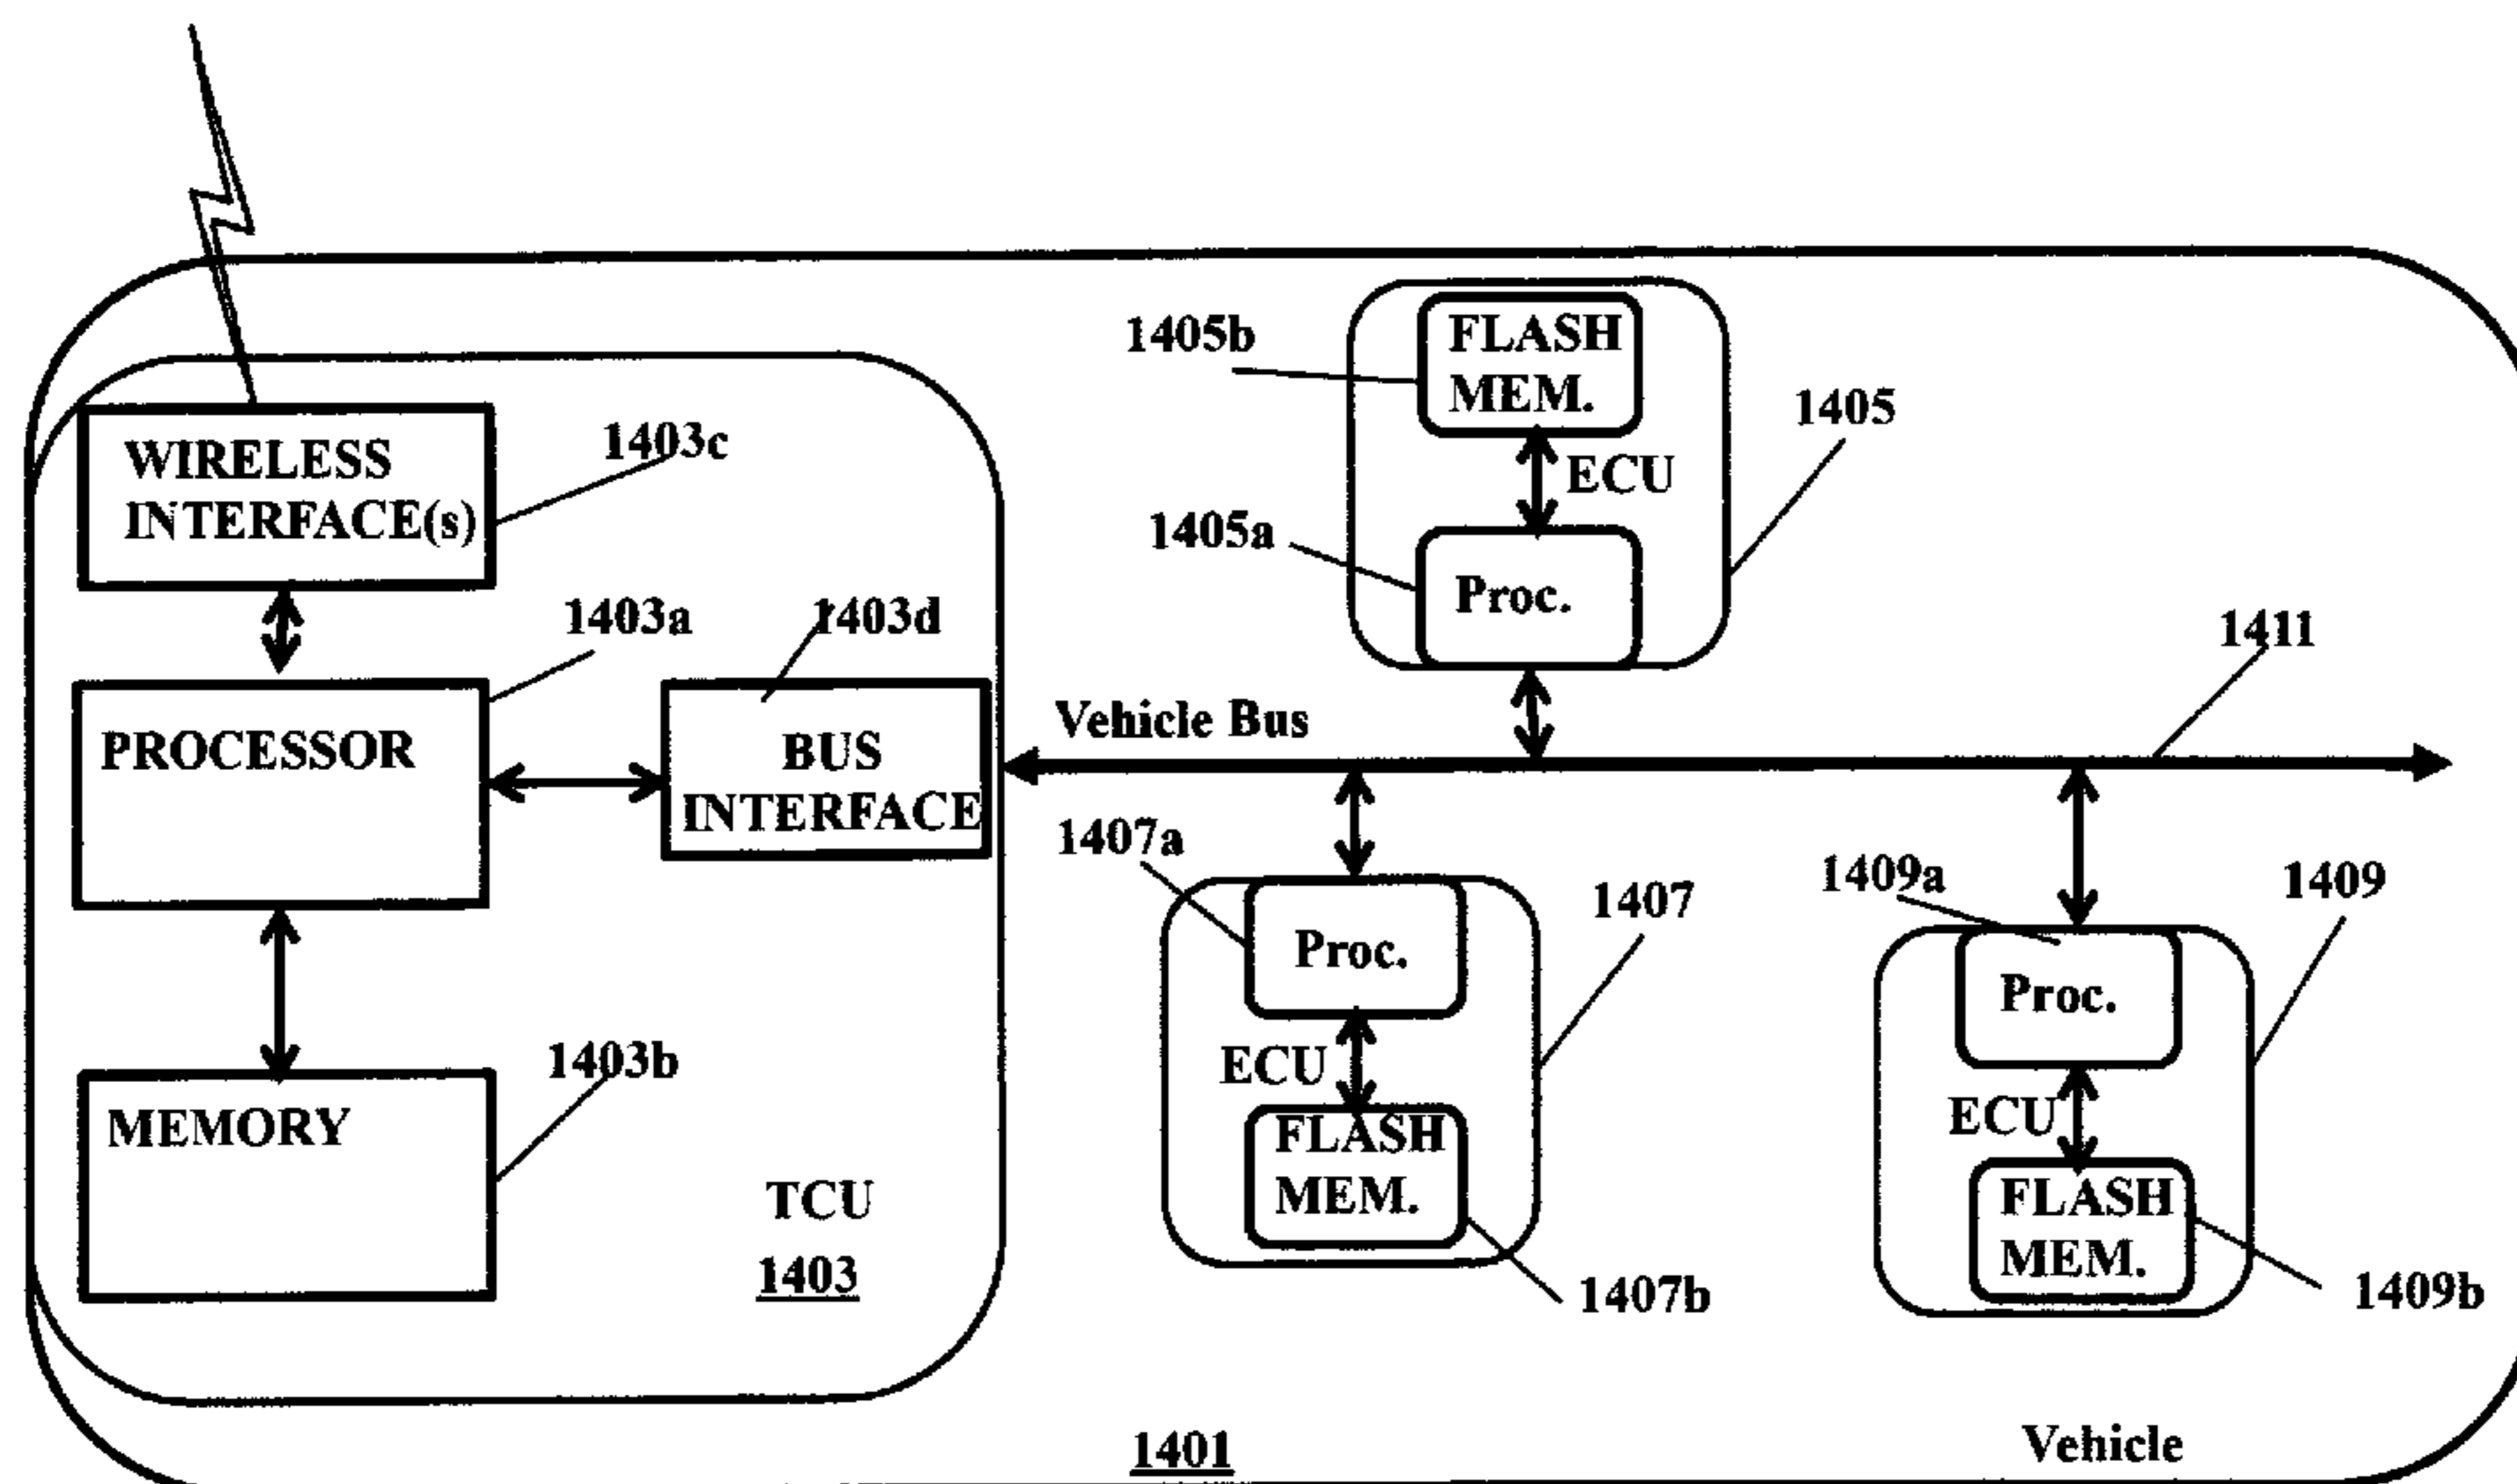 1405b
FLASH
MEM.
1405
ECU
1405a
Proc.
WIRELESS
INTERFACE(s)
1403c
1403a
1403d
PROCESSOR
BUS
INTERFACE
Vehicle Bus
1411
1407a
Proc.
1407
ECU
FLASH
MEM.
1407b
1409a
1409
Proc.
ECU
FLASH
MEM.
1409b
1403b
MEMORY
TCU
1403
1401
Vehicle